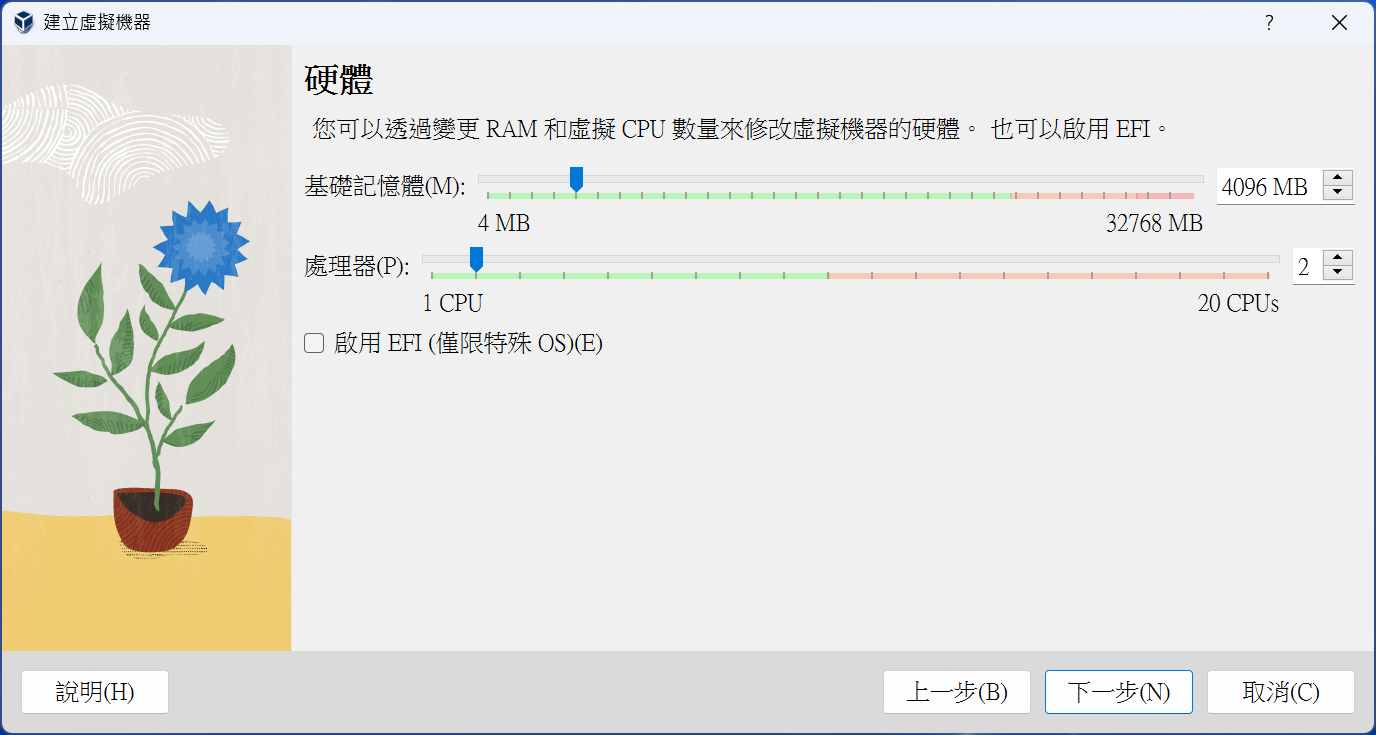 建立虛擬機器
?
硬體
您可以透過變更 RAM 和虛擬 CPU 數量來修改虛擬機器的硬體。 也可以啟用 EFI。
基礎記憶體(M):
4096 MB
4 MB
32768 MB
處理器(P):
2
1 CPU
20 CPUs
啟用 EFI (僅限特殊 OS)(E)
說明(H)
上一步(B)
下一步(N)
取消(C)